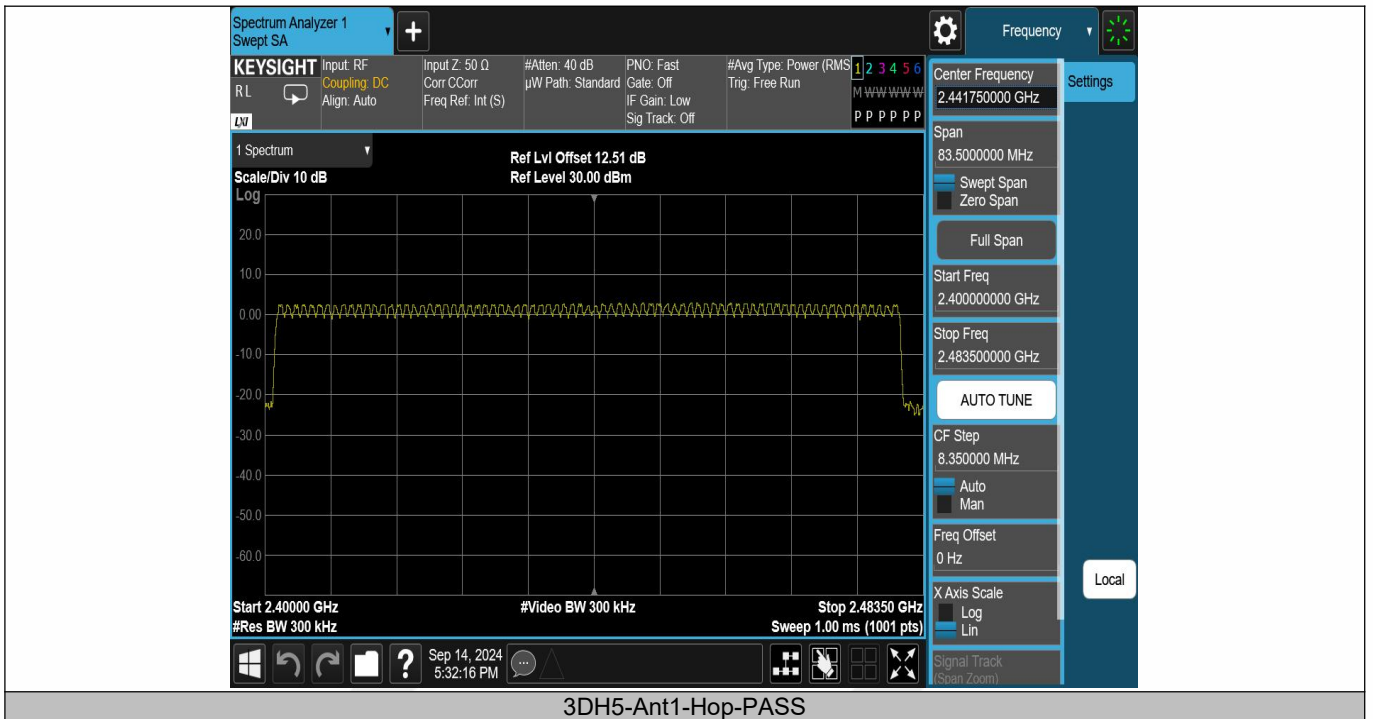 Spectrum Analyzer 1
Swept SA
+
Frequency
KEYSIGHT
RL
LXI
Input: RF
Coupling: DC
Align: Auto
Input Z: 50 Ω
Corr CCorr
Freq Ref: Int (S)
#Atten: 40 dB
µW Path: Standard
PNO: Fast
Gate: Off
IF Gain: Low
Sig Track: Off
#Avg Type: Power (RMS
Trig: Free Run
1 2 3 4 5 6
M W W W W W
P P P P P P
Center Frequency
2.441750000 GHz
Settings
1 Spectrum
Ref Lvl Offset 12.51 dB
Scale/Div 10 dB
Ref Level 30.00 dBm
Log
20.0
10.0
0.00
-10.0
-20.0
-30.0
-40.0
-50.0
-60.0
Start 2.40000 GHz
#Video BW 300 kHz
Stop 2.48350 GHz
#Res BW 300 kHz
Sweep 1.00 ms (1001 pts)
Span
83.5000000 MHz
Swept Span
Zero Span
Full Span
Start Freq
2.400000000 GHz
Stop Freq
2.483500000 GHz
AUTO TUNE
CF Step
8.350000 MHz
Auto
Man
Freq Offset
0 Hz
X Axis Scale
Log
Lin
Signal Track
(Span Zoom)
Local
?
Sep 14, 2024
5:32:16 PM
3DH5-Ant1-Hop-PASS